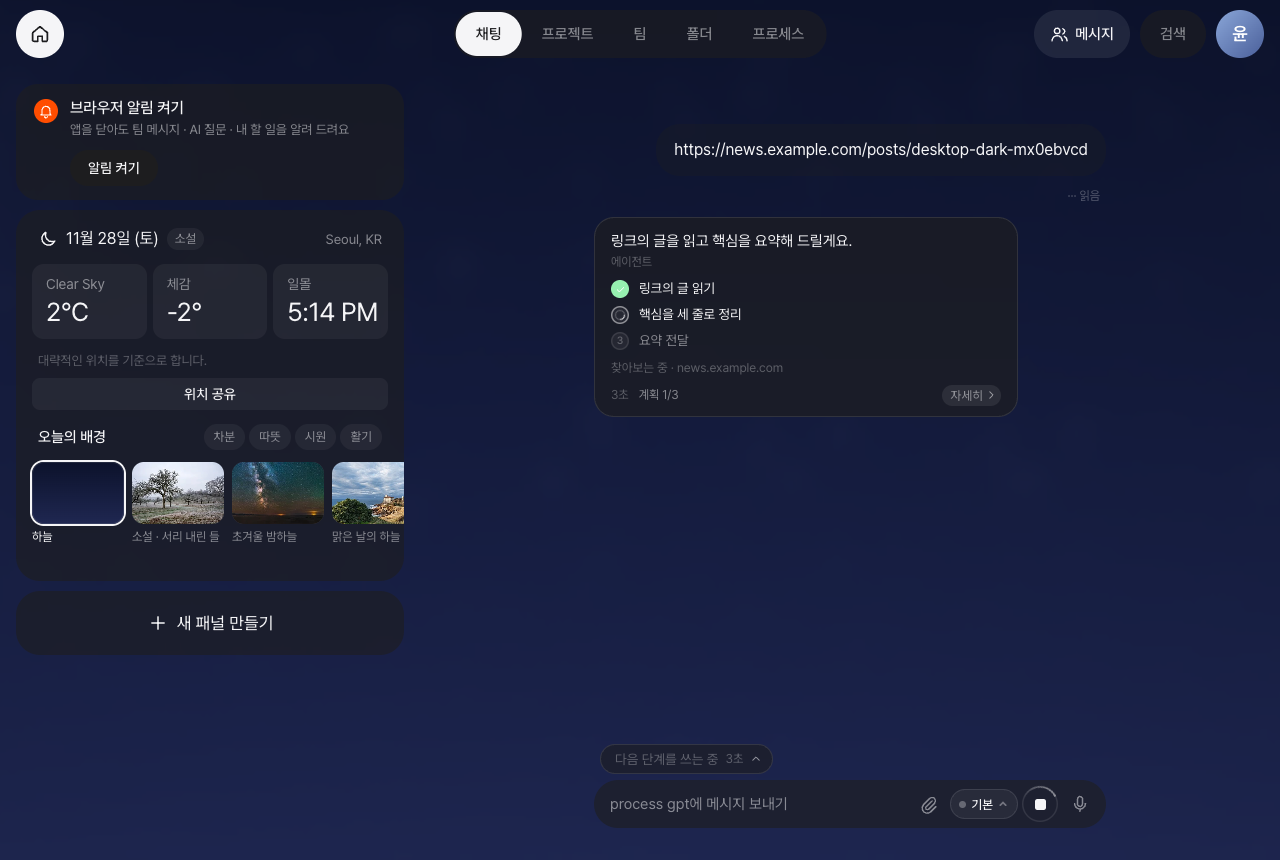 채팅
프로젝트
팀
폴더
프로세스
메시지
검색
윤
브라우저 알림 켜기
앱을 닫아도 팀 메시지 · AI 질문 · 내 할 일을 알려 드려요
알림 켜기
11월 28일 (토)
소설
Seoul, KR
Clear Sky
2°C
체감
-2°
일몰
5:14 PM
대략적인 위치를 기준으로 합니다.
위치 공유
오늘의 배경
차분
따뜻
시원
활기
하늘
소설 · 서리 내린 들
초겨울 밤하늘
맑은 날의 하늘
새 패널 만들기
https://news.example.com/posts/desktop-dark-mx0ebvcd
··· 읽음
링크의 글을 읽고 핵심을 요약해 드릴게요.
에이전트
링크의 글 읽기
핵심을 세 줄로 정리
3 요약 전달
찾아보는 중 · news.example.com
3초 계획 1/3
자세히
다음 단계를 쓰는 중 3초
process gpt에 메시지 보내기
기본